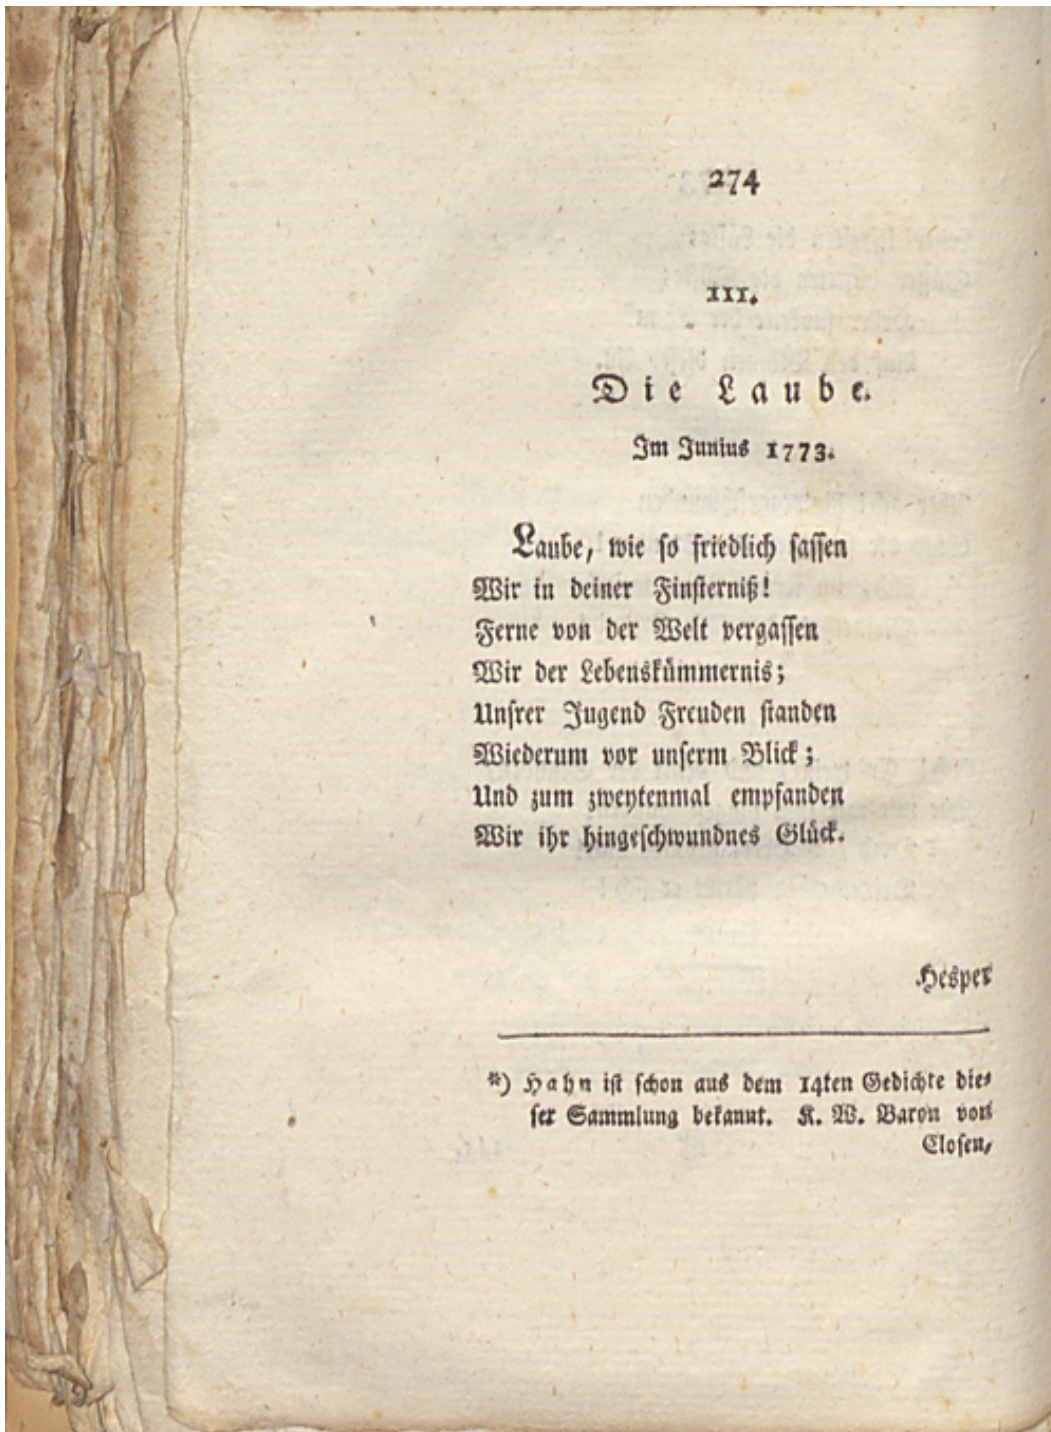 274
III.
Die Laube.
Im Junius 1773.
Laube, wie so friedlich sassen
Wir in deiner Finsterniß!
Ferne von der Welt vergassen
Wir der Lebenskümmernis;
Unsrer Jugend Freuden standen
Wiederum vor unserm Blick;
Und zum zweytenmal empfanden
Wir ihr hingeschwundnes Glück.
Hesper
*) Hahn ist schon aus dem 14ten Gedichte die-
ser Sammlung bekannt. K. W. Baron von
Closen,